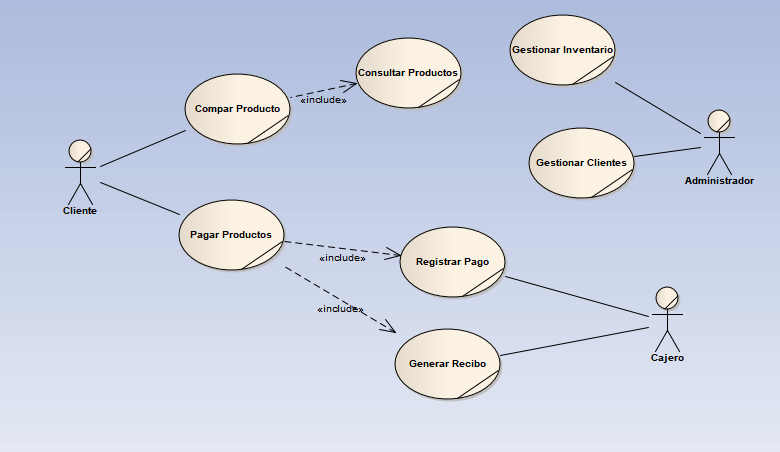 Gestionar Inventario
Consultar Productos
«include»
Compar Producto
Gestionar Clientes
Administrador
Cliente
Pagar Productos
«include»
Registrar Pago
«include»
Cajero
Generar Recibo